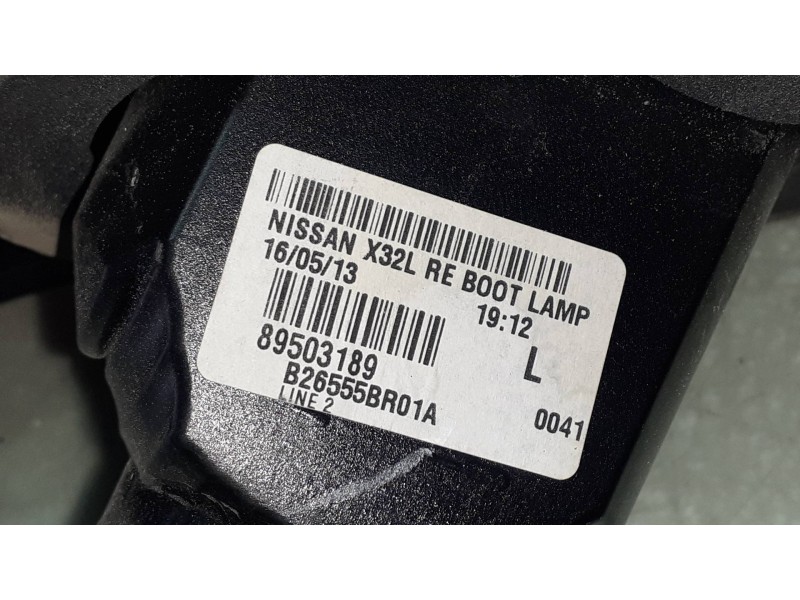 NISSAN X32L RE BOOT LAMP
16/05/13 19:12
89503189 L
B26555BR01A
LINE 2 0041